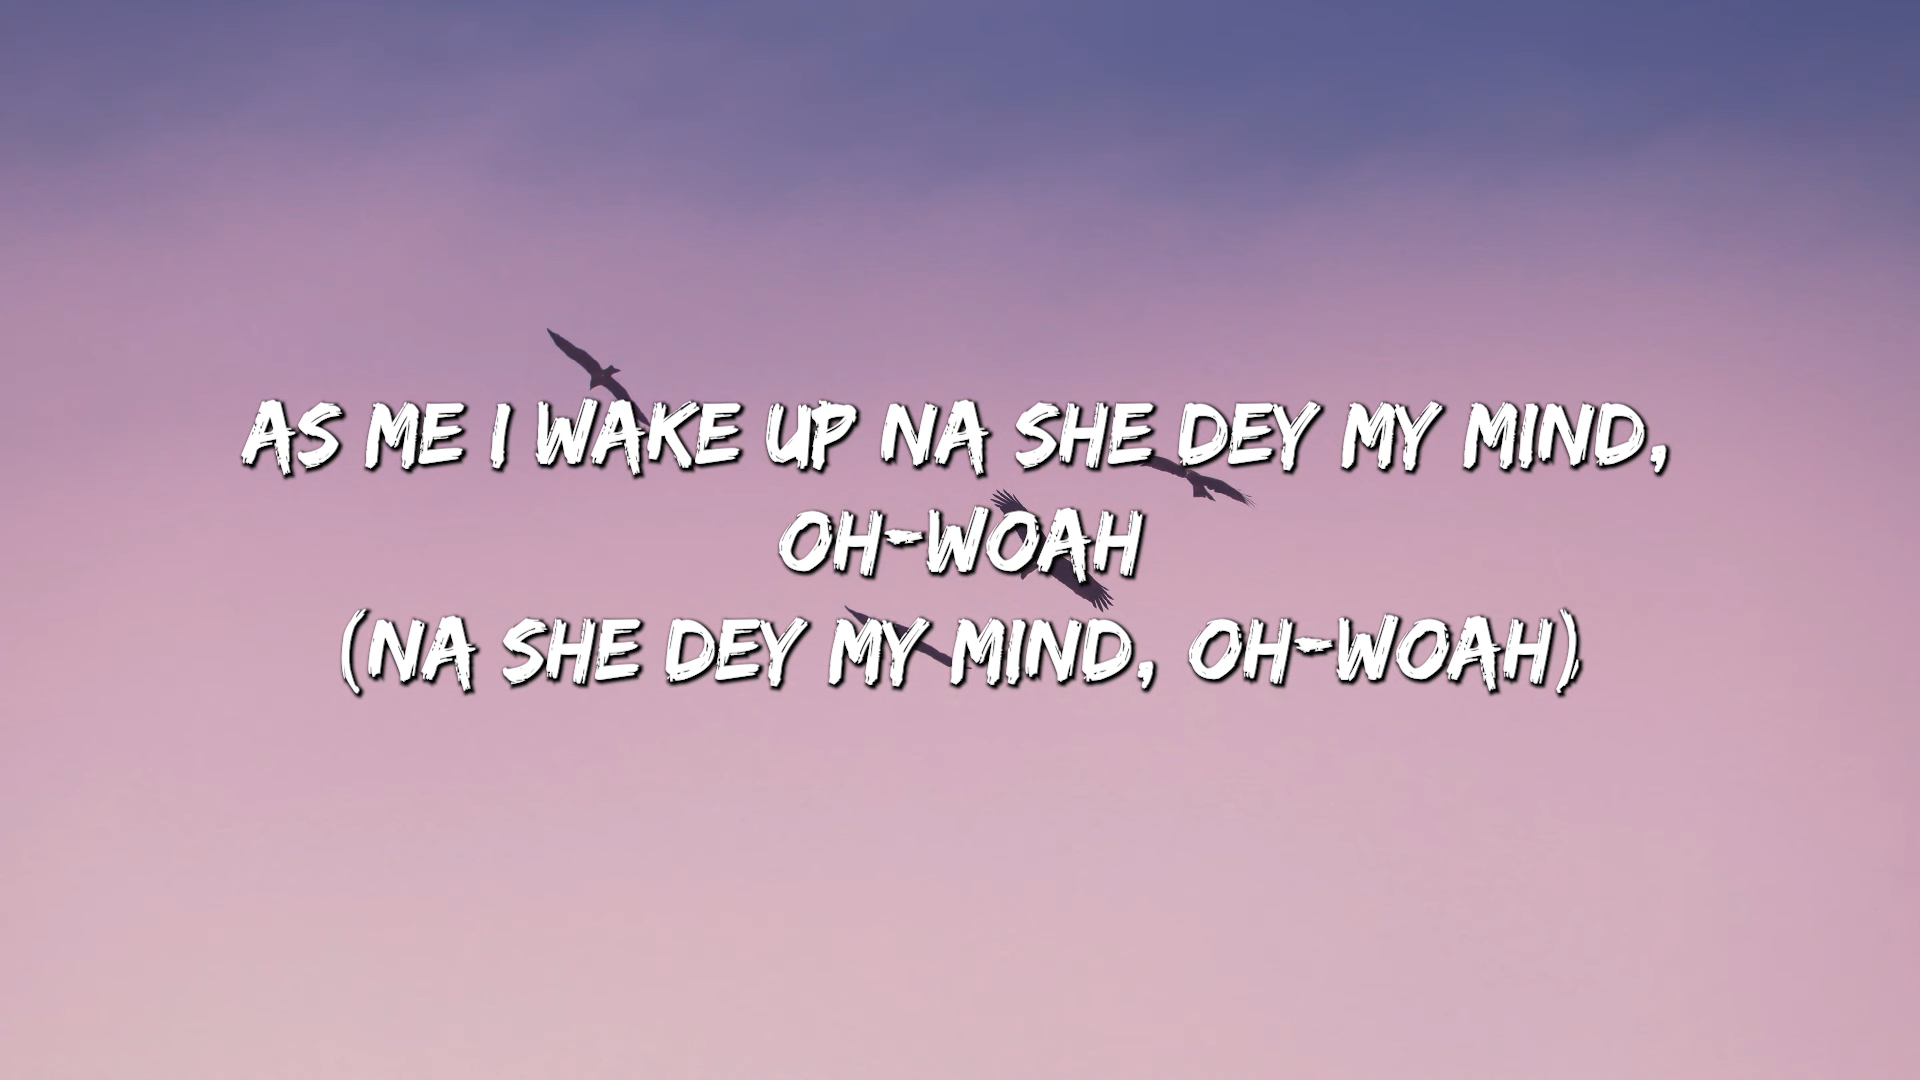 AS ME I WAKE UP NA SHE DEY MY MIND,
OH-WOAH
(NA SHE DEY MY MIND, OH-WOAH)